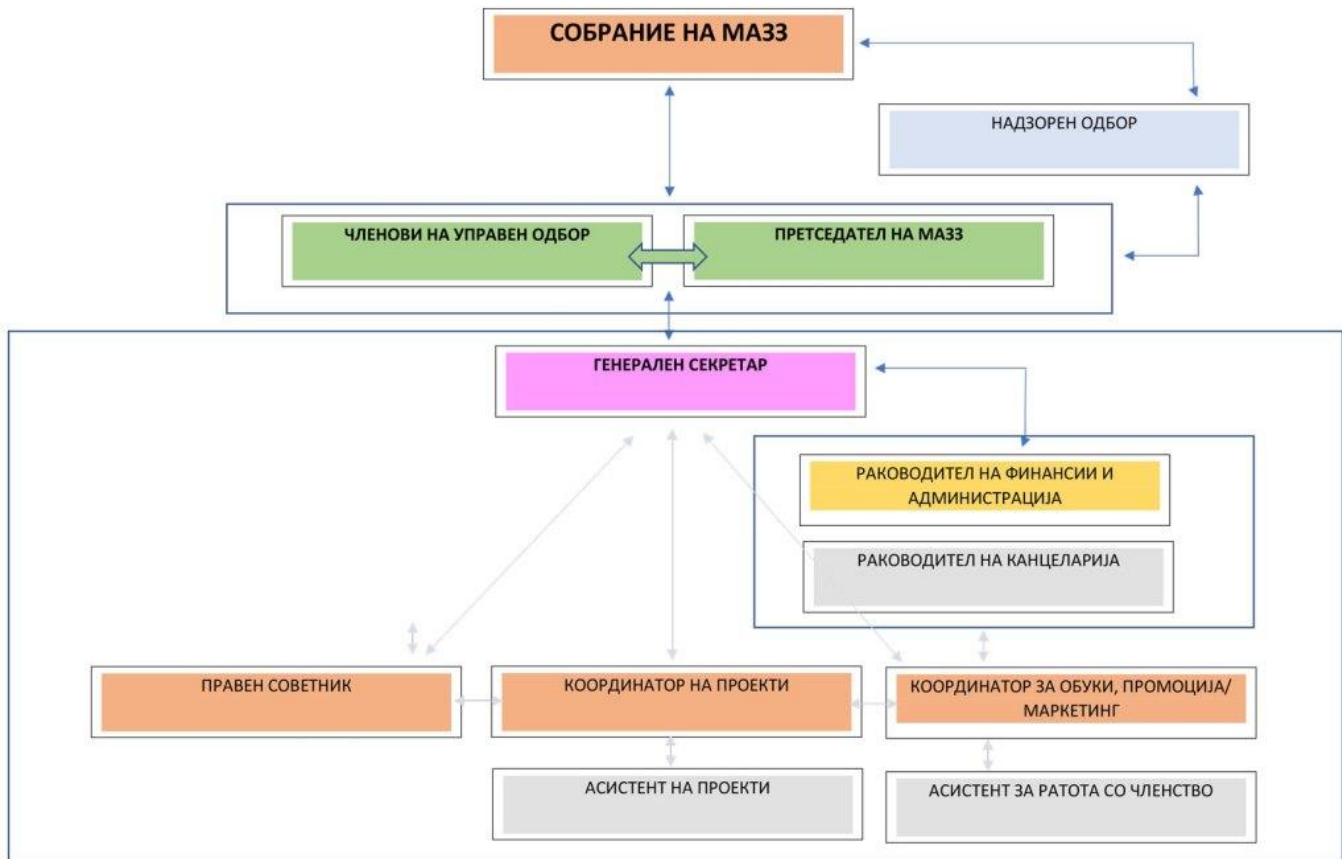 СОБРАНИЕ НА МАЗЗ
НАДЗОРЕН ОДБОР
ЧЛЕНОВИ НА УПРАВЕН ОДБОР
ПРЕТСЕДАТЕЛ НА МАЗЗ
ГЕНЕРАЛЕН СЕКРЕТАР
РАКОВОДИТЕЛ НА ФИНАНСИИ И
АДМИНИСТРАЦИЈА
РАКОВОДИТЕЛ НА КАНЦЕЛАРИЈА
ПРАВЕН СОВЕТНИК
КООРДИНАТОР НА ПРОЕКТИ
КООРДИНАТОР ЗА ОБУКИ, ПРОМОЦИЈА/
МАРКЕТИНГ
АСИСТЕНТ НА ПРОЕКТИ
АСИСТЕНТ ЗА РАТОТА СО ЧЛЕНСТВО